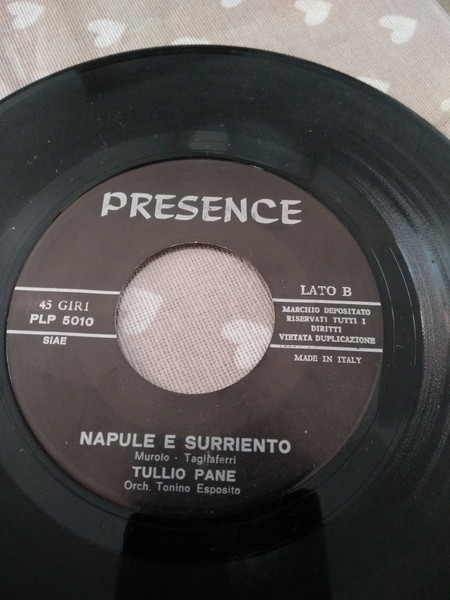 PRESENCE
45 GIRI
PLP 5010
SIAE
LATO B
MARCHIO DEPOSITATO
RISERVATI TUTTI I
DIRITTI
VIETATA DUPLICAZIONE
MADE IN ITALY
NAPULE E SURRIENTO
Murolo - Tagliaferri
TULLIO PANE
Orch. Tonino Esposito